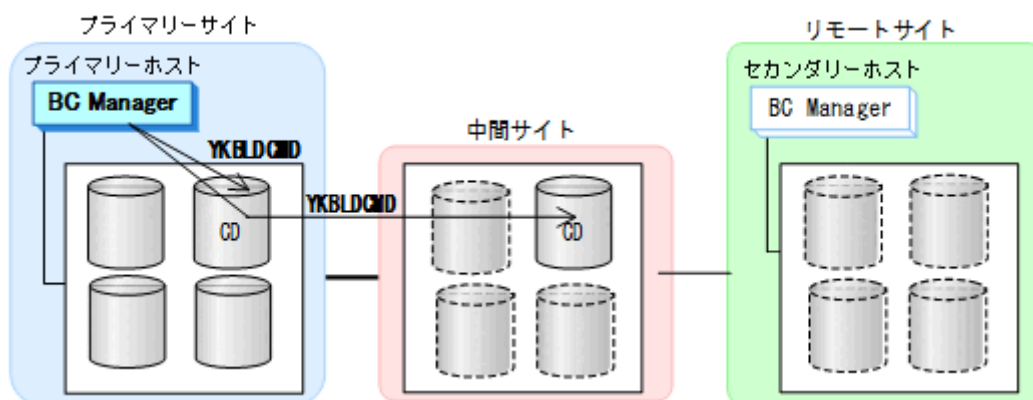 プライマリーサイト
プライマリーホスト
BC Manager
YKBLDCMD
CD
中間サイト
YKBLDCMD
CD
リモートサイト
セカンダリーホスト
BC Manager